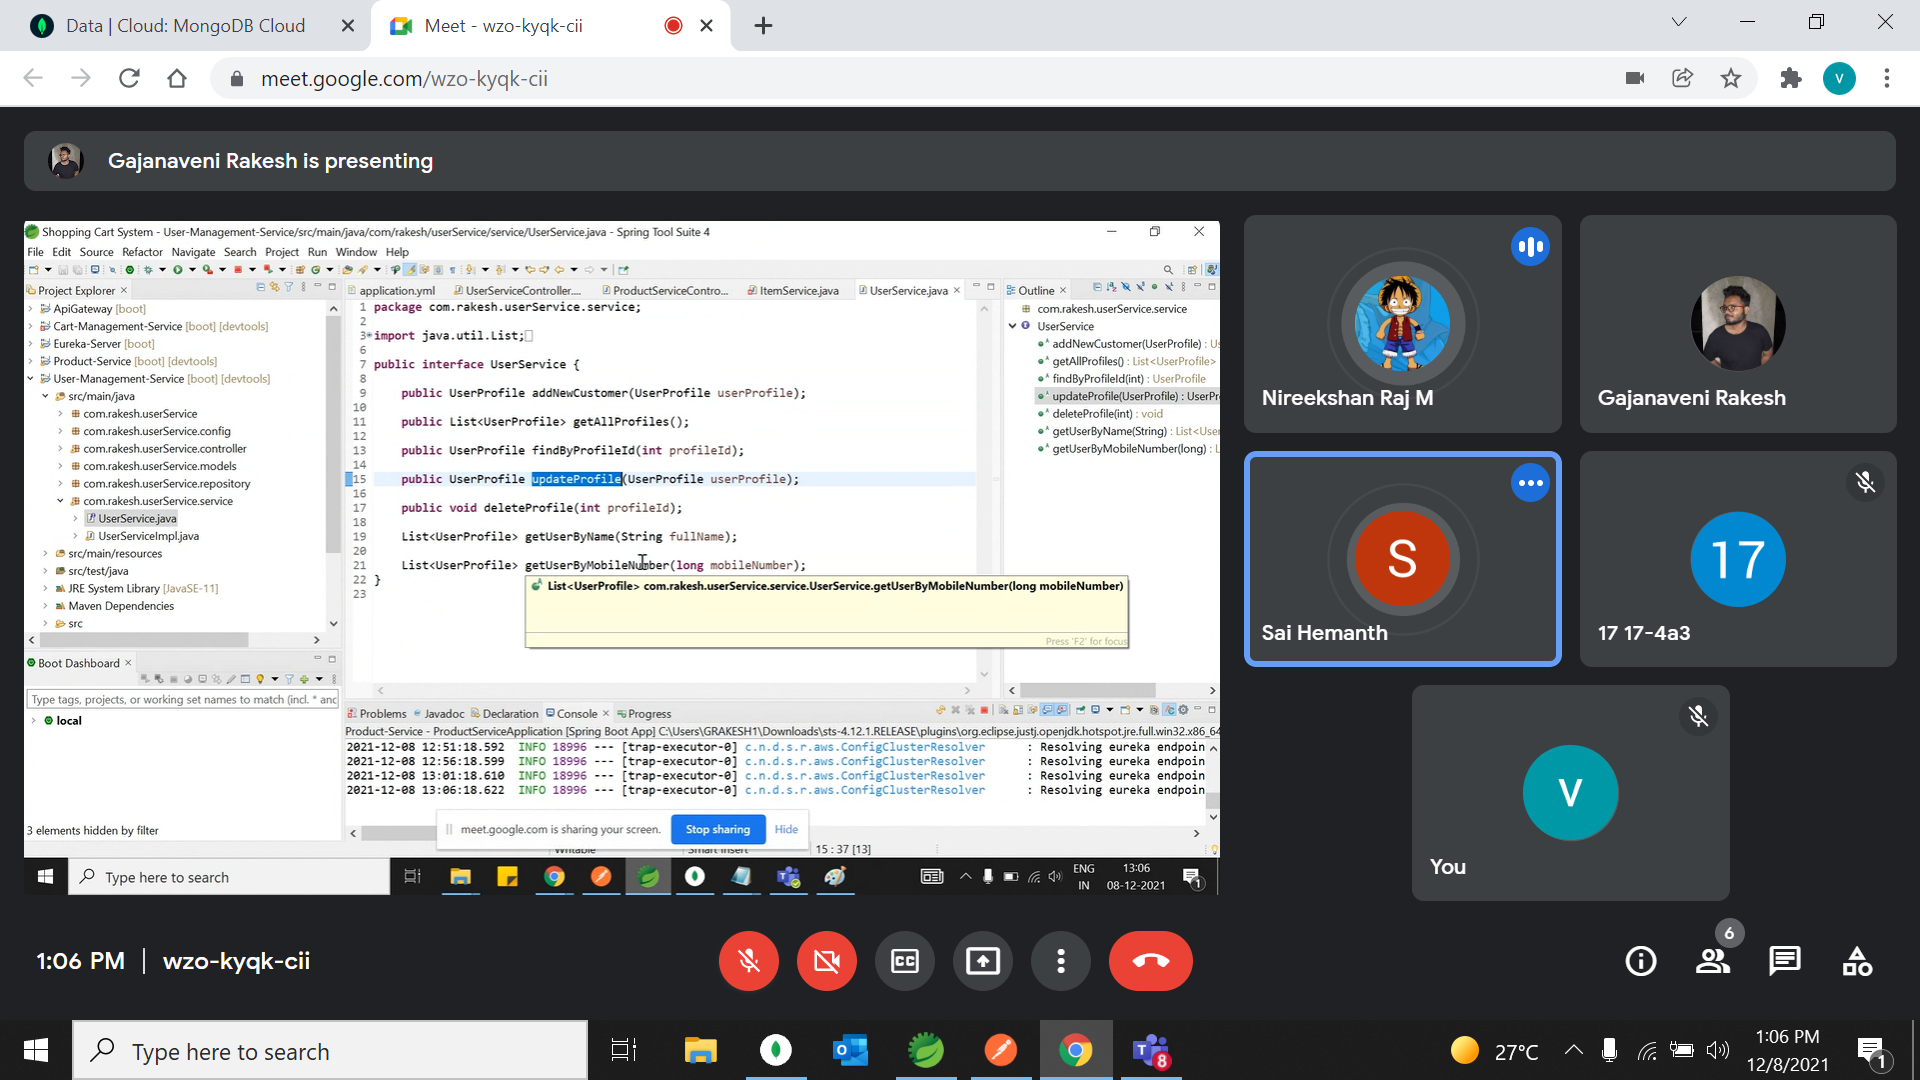 Data | Cloud: MongoDB Cloud
Meet - wzo-kyqk-cii
meet.google.com/wzo-kyqk-cii
V
Gajanaveni Rakesh is presenting
Shopping Cart System - User-Management-Service/src/main/java/com/rakesh/userService/service/UserService.java - Spring Tool Suite 4
File Edit Source Refactor Navigate Search Project Run Window Help
Project Explorer
application.yml
UserServiceController....
ProductServiceContro...
ItemService.java
UserService.java
Outline
ApiGateway [boot]
Cart-Management-Service [boot] [devtools]
Eureka-Server [boot]
Product-Service [boot] [devtools]
User-Management-Service [boot] [devtools]
src/main/java
com.rakesh.userService
com.rakesh.userService.config
com.rakesh.userService.controller
com.rakesh.userService.models
com.rakesh.userService.repository
com.rakesh.userService.service
UserService.java
UserServiceImpl.java
src/main/resources
src/test/java
JRE System Library [JavaSE-11]
Maven Dependencies
src
1 package com.rakesh.userService.service;
2
3 import java.util.List;
6
7 public interface UserService {
8
9 public UserProfile addNewCustomer(UserProfile userProfile);
10
11 public List<UserProfile> getAllProfiles();
12
13 public UserProfile findByProfileId(int profileId);
14
15 public UserProfile updateProfile(UserProfile userProfile);
16
17 public void deleteProfile(int profileId);
18
19 List<UserProfile> getUserByName(String fullName);
20
21 List<UserProfile> getUserByMobileNumber(long mobileNumber);
22 }
23
List<UserProfile> com.rakesh.userService.service.UserService.getUserByMobileNumber(long mobileNumber)
Press 'F2' for focus
com.rakesh.userService.service
UserService
addNewCustomer(UserProfile) : Us
getAllProfiles() : List<UserProfile>
findByProfileId(int) : UserProfile
updateProfile(UserProfile) : UserPr
deleteProfile(int) : void
getUserByName(String) : List<User
getUserByMobileNumber(long) : L
Boot Dashboard
Type tags, projects, or working set names to match (incl. * and
local
3 elements hidden by filter
Problems Javadoc Declaration Console Progress
Product-Service - ProductServiceApplication [Spring Boot App] C:\Users\GRAKESH1\Downloads\sts-4.12.1.RELEASE\plugins\org.eclipse.justj.openjdk.hotspot.jre.full.win32.x86_64
2021-12-08 12:51:18.592 INFO 18996 --- [trap-executor-0] c.n.d.s.r.aws.ConfigClusterResolver : Resolving eureka endpoin
2021-12-08 12:56:18.599 INFO 18996 --- [trap-executor-0] c.n.d.s.r.aws.ConfigClusterResolver : Resolving eureka endpoin
2021-12-08 13:01:18.610 INFO 18996 --- [trap-executor-0] c.n.d.s.r.aws.ConfigClusterResolver : Resolving eureka endpoin
2021-12-08 13:06:18.622 INFO 18996 --- [trap-executor-0] c.n.d.s.r.aws.ConfigClusterResolver : Resolving eureka endpoin
meet.google.com is sharing your screen. Stop sharing Hide
Writable Smart Insert 15 : 37 [13]
Type here to search
ENG
IN
13:06
08-12-2021
1
Nireekshan Raj M
Gajanaveni Rakesh
S
Sai Hemanth
17
17 17-4a3
V
You
1:06 PM | wzo-kyqk-cii
CC
6
Type here to search
8
27°C
1:06 PM
12/8/2021
1